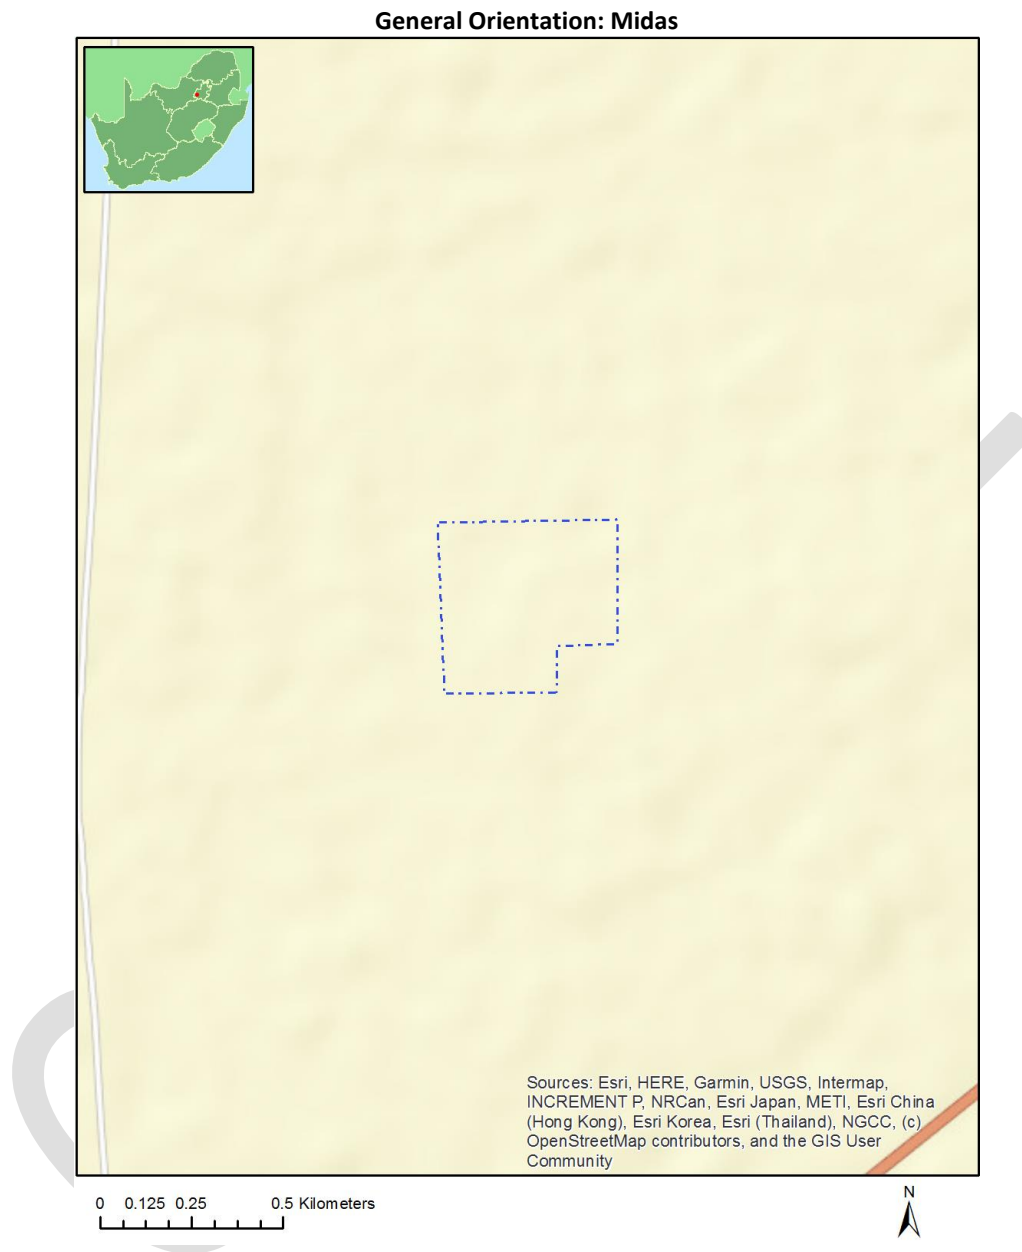 General Orientation: Midas
Sources: Esri, HERE, Garmin, USGS, Intermap,
INCREMENT P, NRCan, Esri Japan, METI, Esri China
(Hong Kong), Esri Korea, Esri (Thailand), NGCC, (c)
OpenStreetMap contributors, and the GIS User
Community
0 0.125 0.25 0.5 Kilometers
N